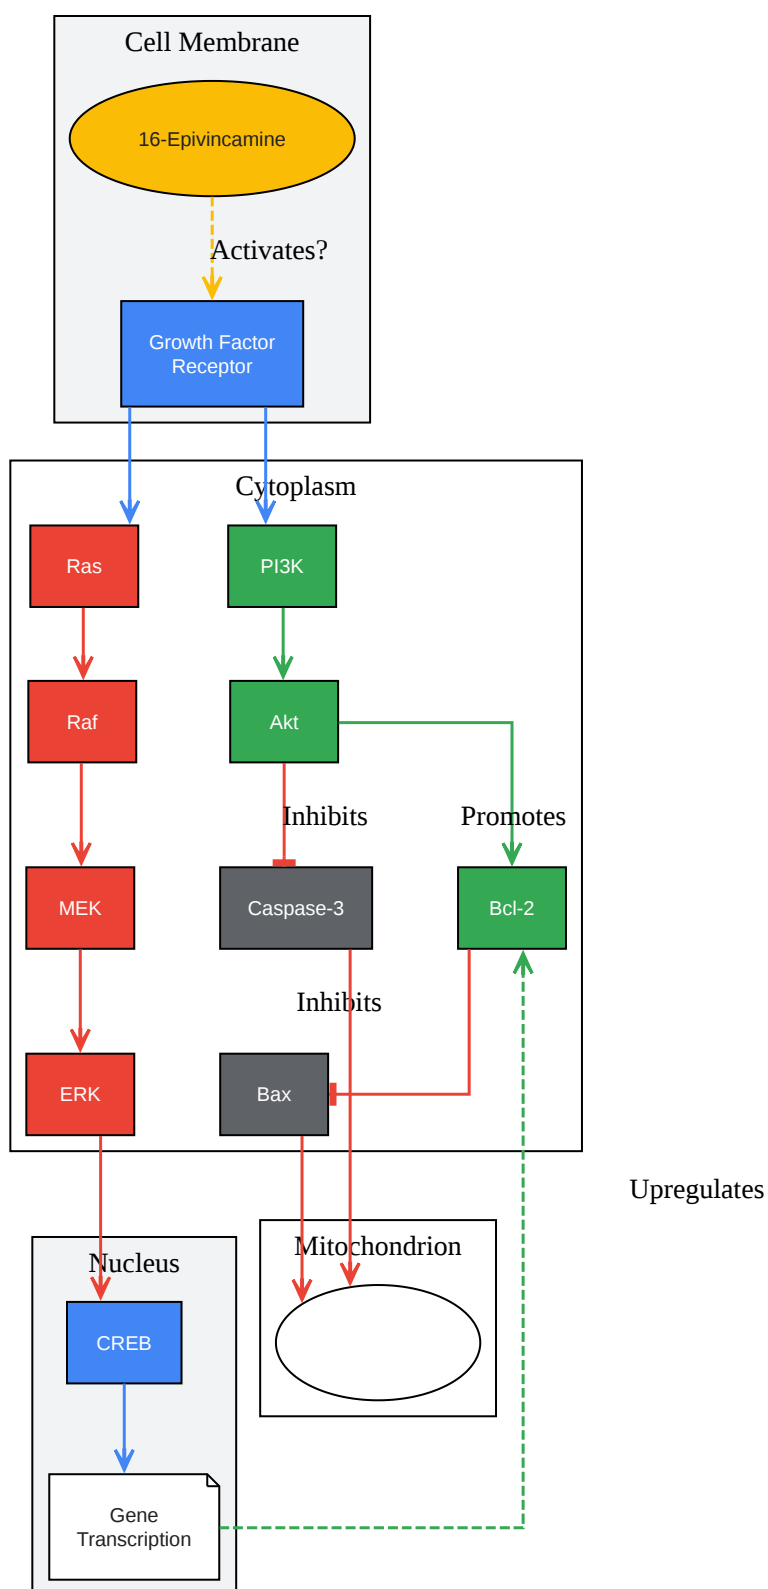 Cell Membrane
16-Epivincamine
Activates?
Growth Factor
Receptor
Cytoplasm
Ras
PI3K
Raf
Akt
Inhibits
Promotes
MEK
Caspase-3
Bcl-2
Inhibits
ERK
Bax
Upregulates
Nucleus
Mitochondrion
CREB
Gene
Transcription